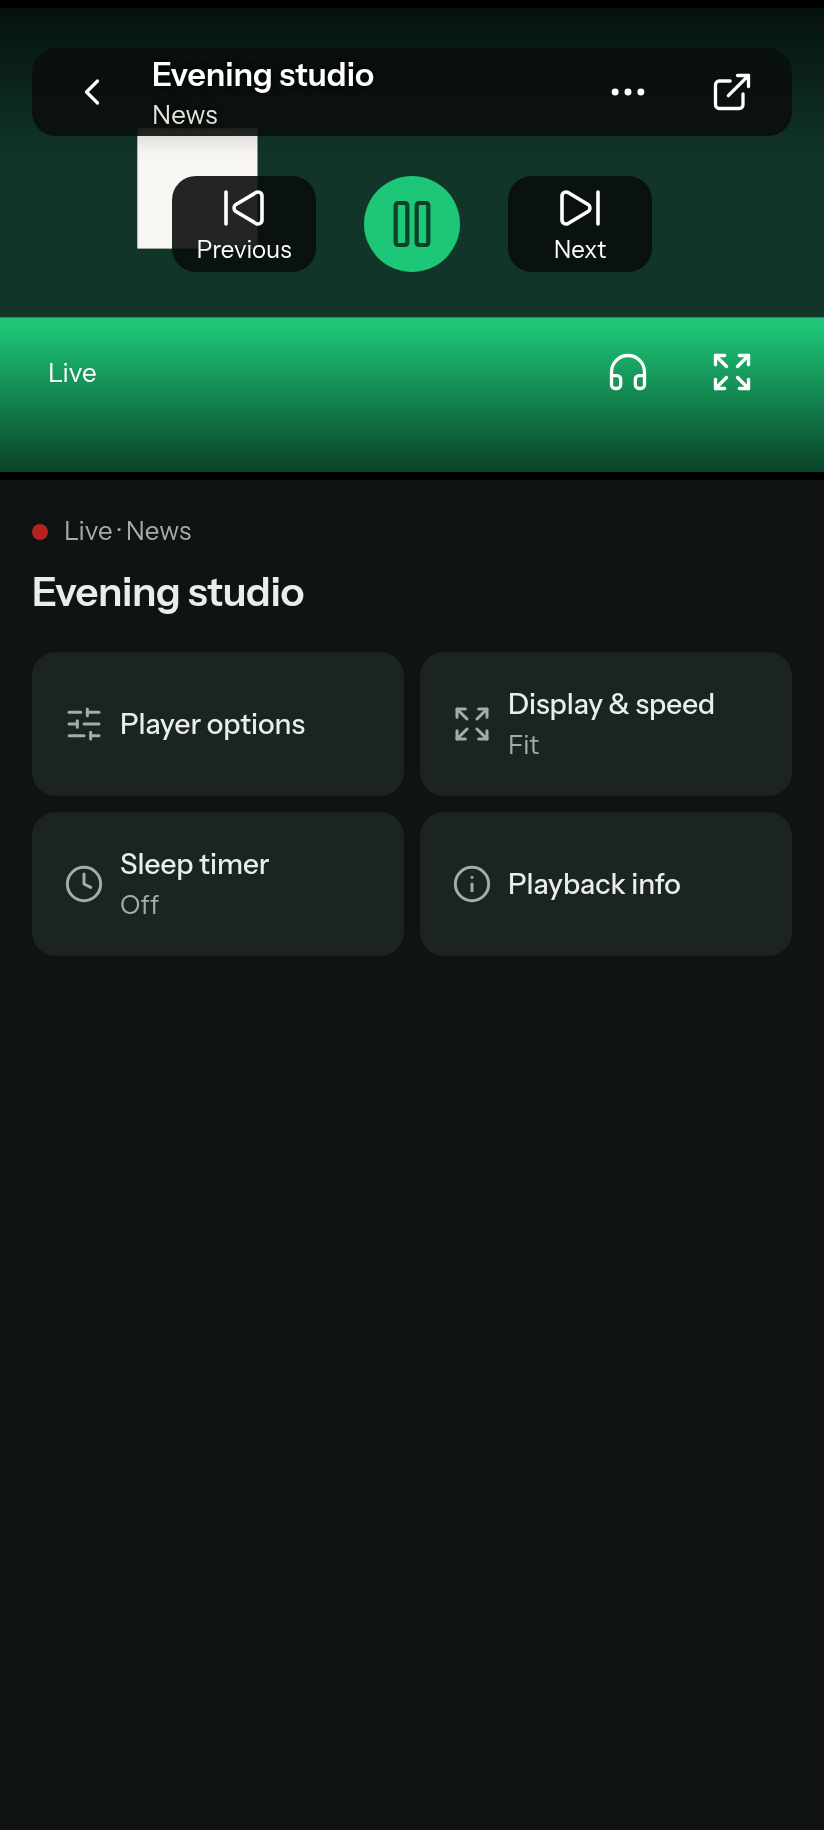 Evening studio
News
Previous
Next
Live
Live · News
Evening studio
Player options
Display & speed
Fit
Sleep timer
Off
Playback info